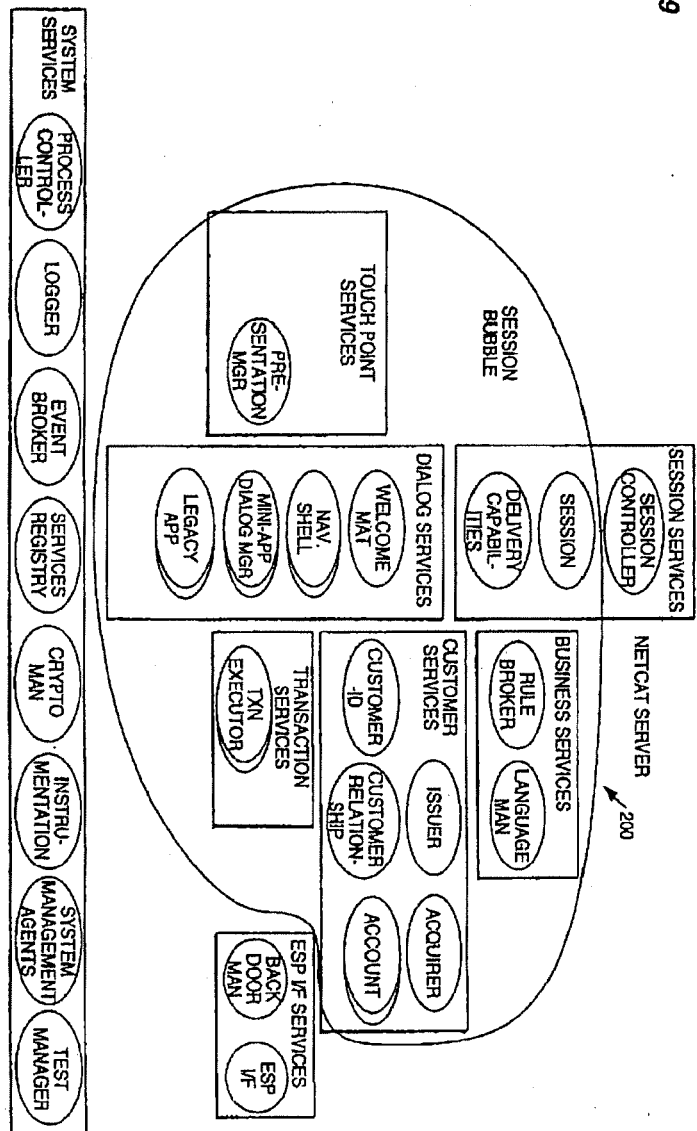 9
NETCAT SERVER
200
SESSION SERVICES
SESSION
CONTROLLER
SESSION
DELIVERY
CAPABIL-
ITIES
SESSION
BUBBLE
BUSINESS SERVICES
RULE
BROKER
LANGUAGE
MAN
TOUCH POINT
SERVICES
PRE-
SENTATION
MGR
DIALOG SERVICES
WELCOME
MAT
NAV.
SHELL
MINI-APP
DIALOG MGR
LEGACY
APP
CUSTOMER
SERVICES
ISSUER
ACQUIRER
CUSTOMER
-ID
CUSTOMER
RELATION-
SHIP
ACCOUNT
TRANSACTION
SERVICES
TXN
EXECUTOR
ESP I/F SERVICES
BACK
DOOR
MAN
ESP
I/F
SYSTEM
SERVICES
PROCESS
CONTROL-
LER
LOGGER
EVENT
BROKER
SERVICES
REGISTRY
CRYPTO
MAN
INSTRU-
MENTATION
SYSTEM
MANAGEMENT
AGENTS
TEST
MANAGER